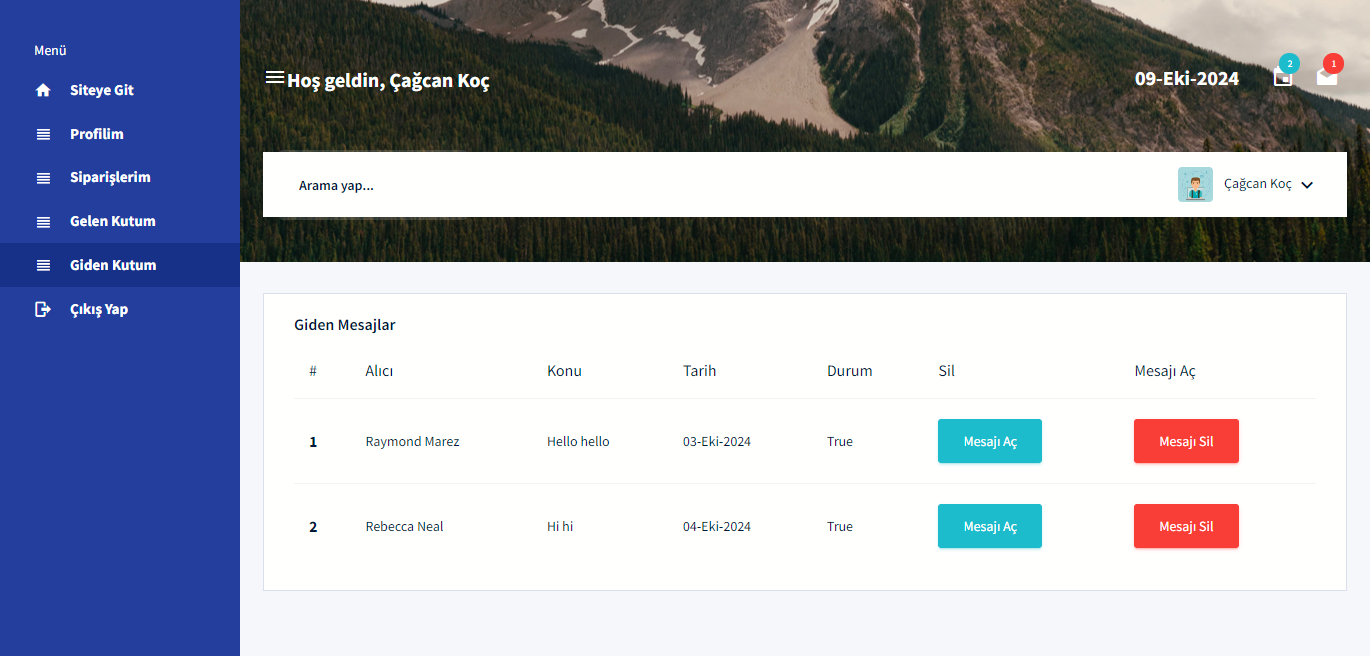 Menü
Siteye Git
Profilim
Siparişlerim
Gelen Kutum
Giden Kutum
Çıkış Yap
Hoş geldin, Çağcan Koç
09-Eki-2024
2
1
Arama yap...
Çağcan Koç
Giden Mesajlar
# Alıcı Konu Tarih Durum Sil Mesajı Aç
1 Raymond Marez Hello hello 03-Eki-2024 True Mesajı Aç Mesajı Sil
2 Rebecca Neal Hi hi 04-Eki-2024 True Mesajı Aç Mesajı Sil